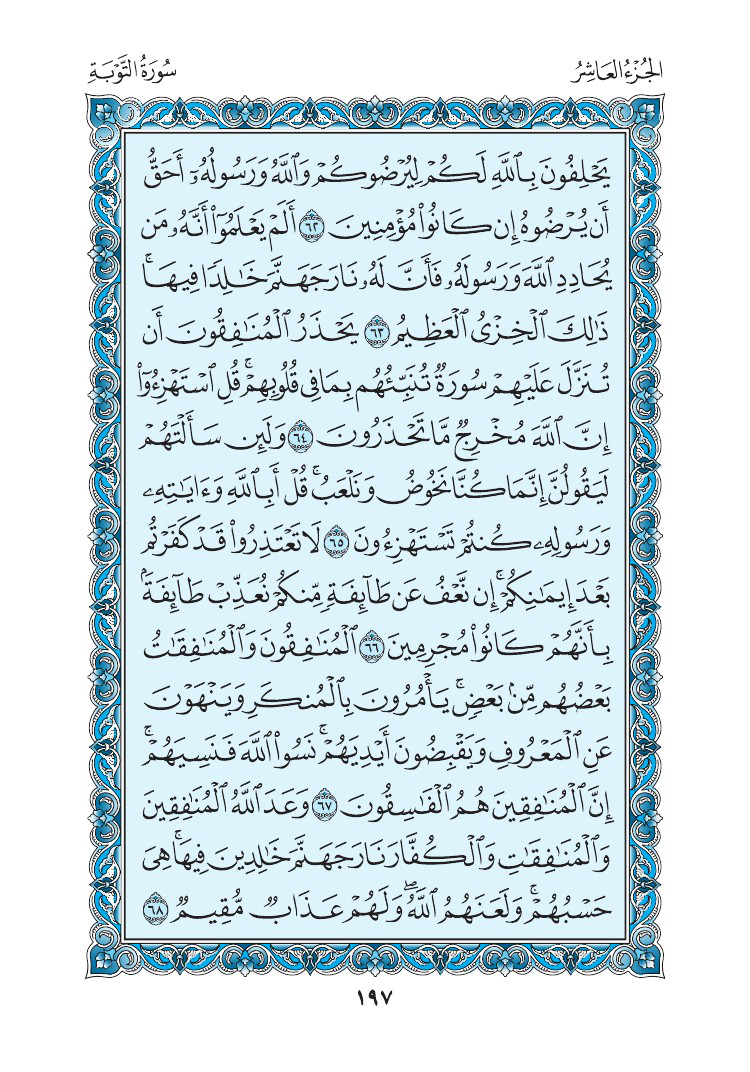 الجُزْءُ العَاشِرُ
سُورَةُ التَّوْبَةِ
يَحْلِفُونَ بِٱللَّهِ لَكُمْ لِيُرْضُوكُمْ وَٱللَّهُ وَرَسُولُهُۥٓ أَحَقُّ
أَن يُرْضُوهُ إِن كَانُوا۟ مُؤْمِنِينَ ٦٢ أَلَمْ يَعْلَمُوٓا۟ أَنَّهُۥ مَن
يُحَادِدِ ٱللَّهَ وَرَسُولَهُۥ فَأَنَّ لَهُۥ نَارَ جَهَنَّمَ خَٰلِدًا فِيهَا ۚ
ذَٰلِكَ ٱلْخِزْىُ ٱلْعَظِيمُ ٦٣ يَحْذَرُ ٱلْمُنَٰفِقُونَ أَن
تُنَزَّلَ عَلَيْهِمْ سُورَةٌ تُنَبِّئُهُم بِمَا فِى قُلُوبِهِمْ ۚ قُلِ ٱسْتَهْزِءُوٓا۟
إِنَّ ٱللَّهَ مُخْرِجٌ مَّا تَحْذَرُونَ ٦٤ وَلَئِن سَأَلْتَهُمْ
لَيَقُولُنَّ إِنَّمَا كُنَّا نَخُوضُ وَنَلْعَبُ ۚ قُلْ أَبِٱللَّهِ وَءَايَٰتِهِۦ
وَرَسُولِهِۦ كُنتُمْ تَسْتَهْزِءُونَ ٦٥ لَا تَعْتَذِرُوا۟ قَدْ كَفَرْتُم
بَعْدَ إِيمَٰنِكُمْ ۚ إِن نَّعْفُ عَن طَآئِفَةٍ مِّنكُمْ نُعَذِّبْ طَآئِفَةًۢ
بِأَنَّهُمْ كَانُوا۟ مُجْرِمِينَ ٦٦ ٱلْمُنَٰفِقُونَ وَٱلْمُنَٰفِقَٰتُ
بَعْضُهُم مِّنۢ بَعْضٍ ۚ يَأْمُرُونَ بِٱلْمُنكَرِ وَيَنْهَوْنَ
عَنِ ٱلْمَعْرُوفِ وَيَقْبِضُونَ أَيْدِيَهُمْ ۚ نَسُوا۟ ٱللَّهَ فَنَسِيَهُمْ ۗ
إِنَّ ٱلْمُنَٰفِقِينَ هُمُ ٱلْفَٰسِقُونَ ٦٧ وَعَدَ ٱللَّهُ ٱلْمُنَٰفِقِينَ
وَٱلْمُنَٰفِقَٰتِ وَٱلْكُفَّارَ نَارَ جَهَنَّمَ خَٰلِدِينَ فِيهَا ۚ هِىَ
حَسْبُهُمْ ۚ وَلَعَنَهُمُ ٱللَّهُ ۖ وَلَهُمْ عَذَابٌ مُّقِيمٌ ٦٨
١٩٧